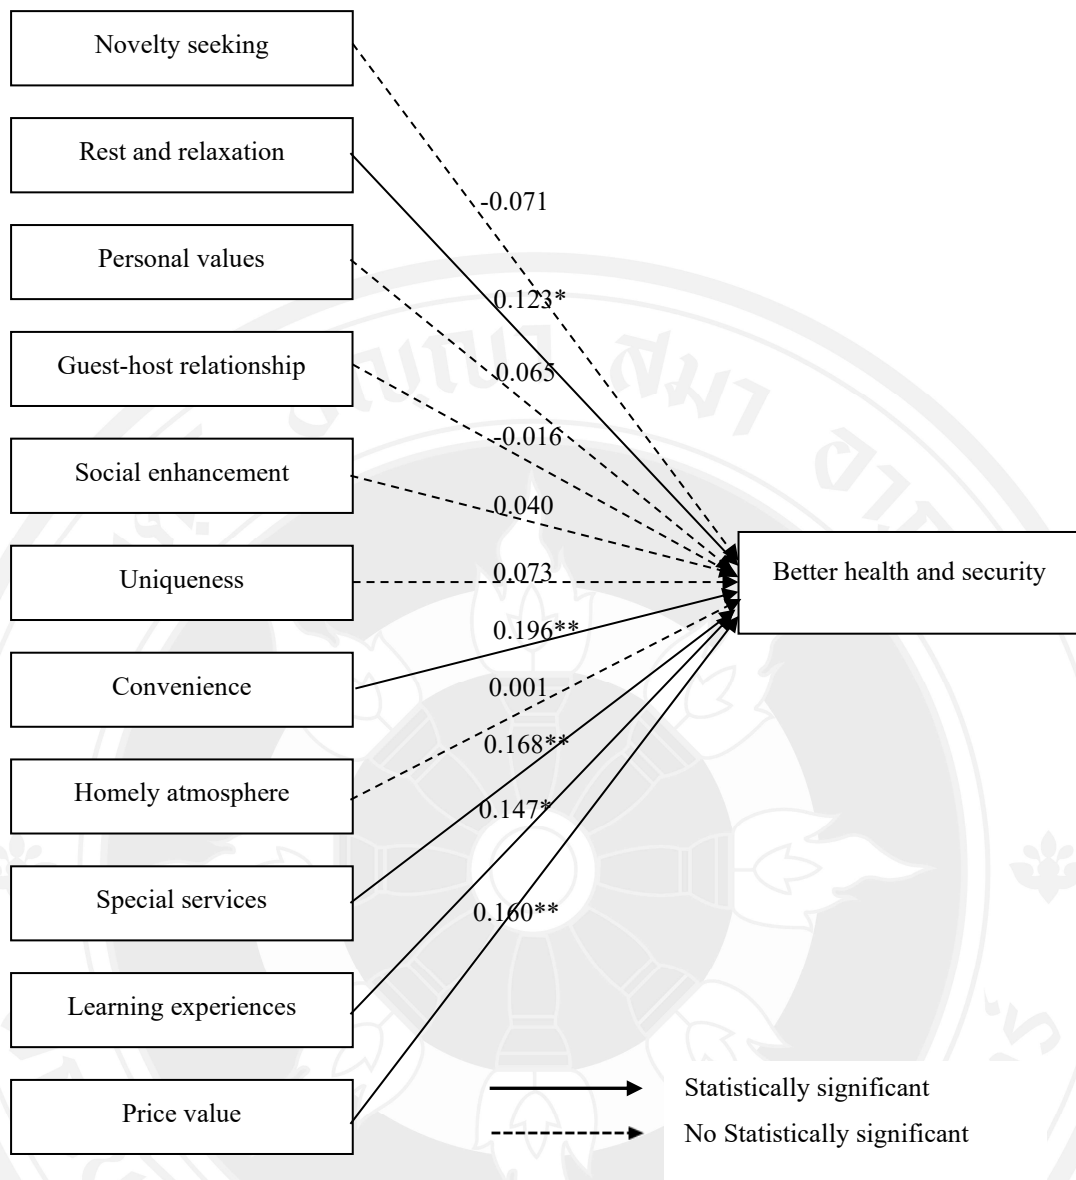 Novelty seeking
Rest and relaxation
-0.071
Personal values
0.123*
Guest-host relationship
0.065
-0.016
Social enhancement
0.040
Uniqueness
0.073
Better health and security
0.196**
Convenience
0.001
0.168**
Homely atmosphere
0.147*
Special services
0.160**
Learning experiences
Statistically significant
Price value
No Statistically significant